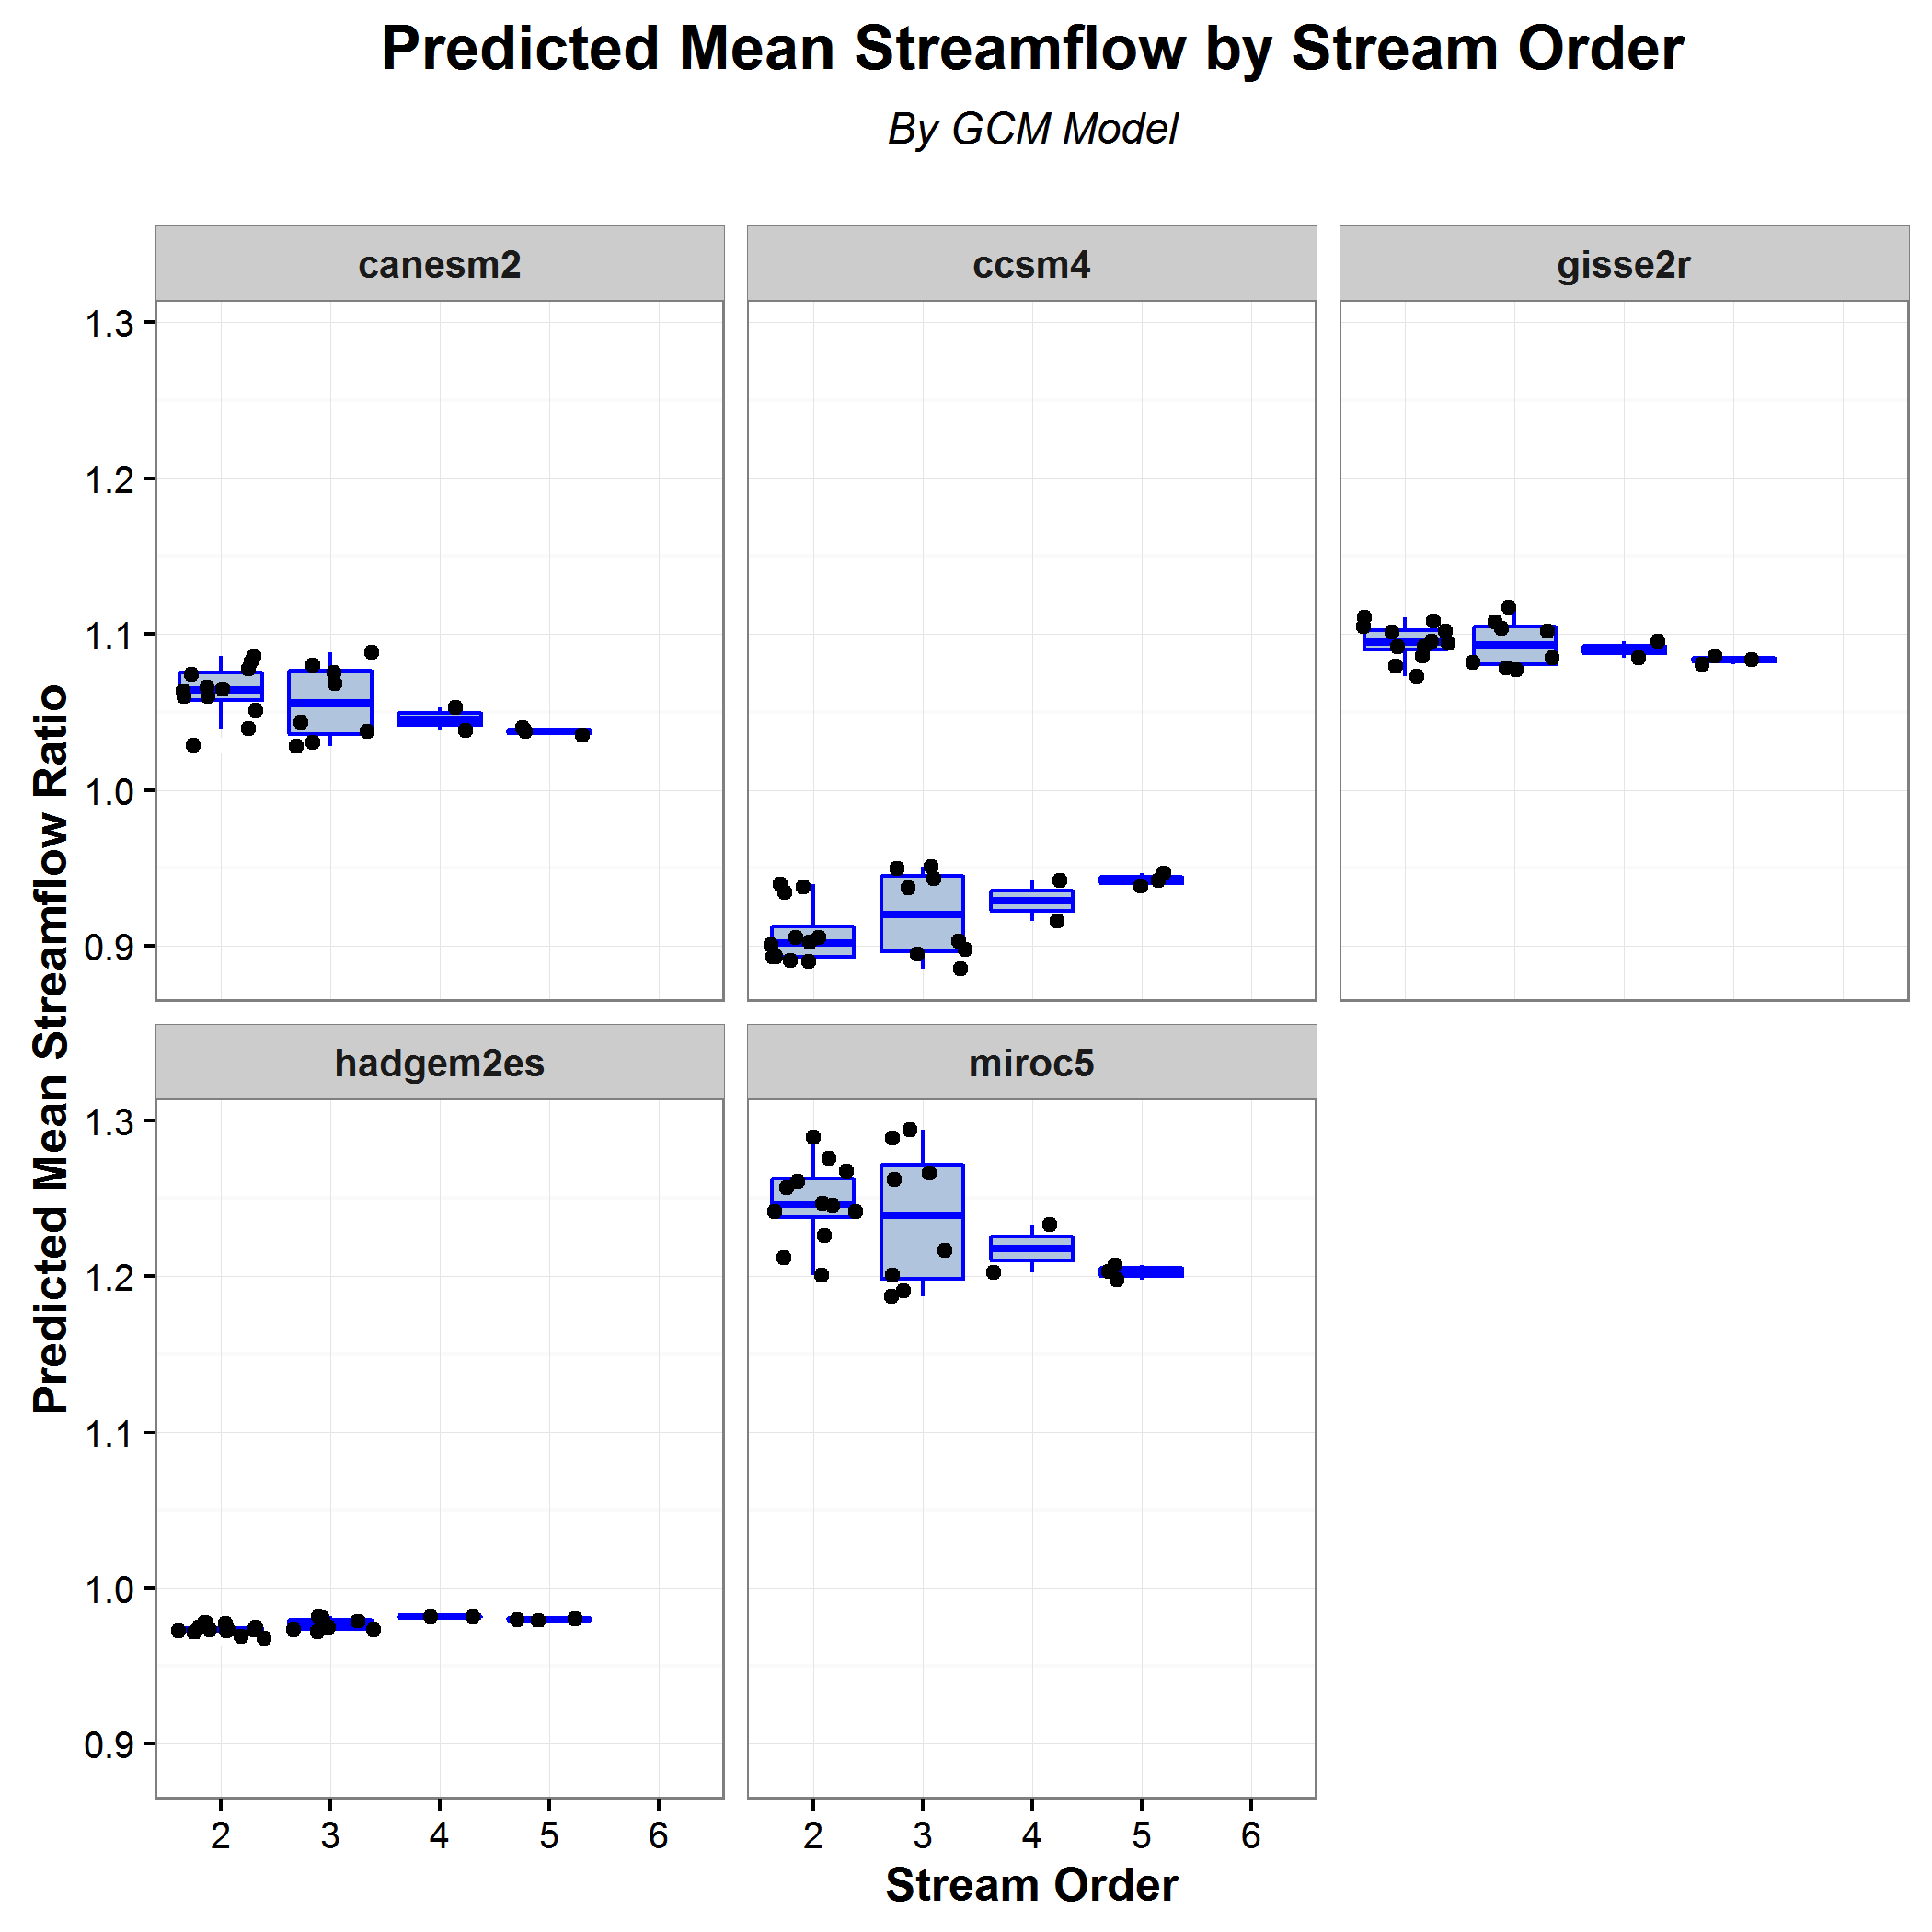 Predicted Mean Streamflow by Stream Order
By GCM Model
canesm2
ccsm4
gisse2r
1.3
1.2
1.1
1.0
0.9
Predicted Mean Streamflow Ratio
hadgem2es
miroc5
1.3
1.2
1.1
1.0
0.9
2 3 4 5 6
2 3 4 5 6
Stream Order